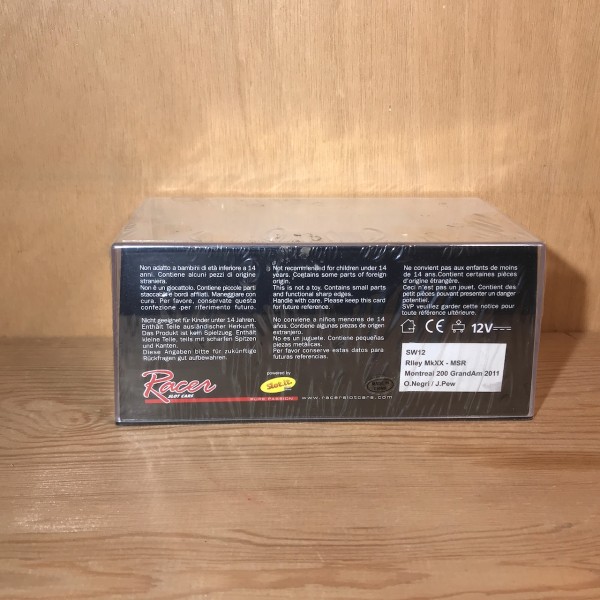 Non adatto a bambini di età inferiore a 14
anni. Contiene alcuni pezzi di origine
straniera.
Non è un giocattolo. Contiene piccole parti
staccabili e bordi affilati. Maneggiare con
cura. Per favore, conservate questa
confezione per riferimento futuro.
Nicht geeignet für Kinder unter 14 Jahren
Enthält Teile ausländischer Herkunft.
Das Produkt ist kein Spielzeug. Enthält
kleine Teile, teils mit scharfen Spitzen
und Kanten.
Diese Angaben bitte für zukünftige
Rückfragen gut aufbewahren.
Not recommended for children under 14
years. Contains some parts of foreign
origin.
This is not a toy. Contains small parts
and functional sharp edges.
Handle with care. Please keep this card
for future reference.
No conviene a niños menores de 14
años. Contiene algunas piezas de origen
extranjero.
No es un juguete. Contiene pequeñas
piezas metálicas.
Por favor conserve estas datos para
futuras referencias.
Ne convient pas aux enfants de moins
de 14 ans. Contient certaines pièces
d'origine étrangère.
Ceci n'est pas un jouet. Contient des
petit pièces pouvant presenter un danger
potentiel.
SVP veuillez garder cette notice pour
toute référence ultérieure.
CE 12V
SW12
Riley MkXX - MSR
Montreal 200 GrandAm 2011
O.Negri / J.Pew
Racer
SLOT CARS
powered by
Slot.it
PURE PASSION
www.racerslotcars.com